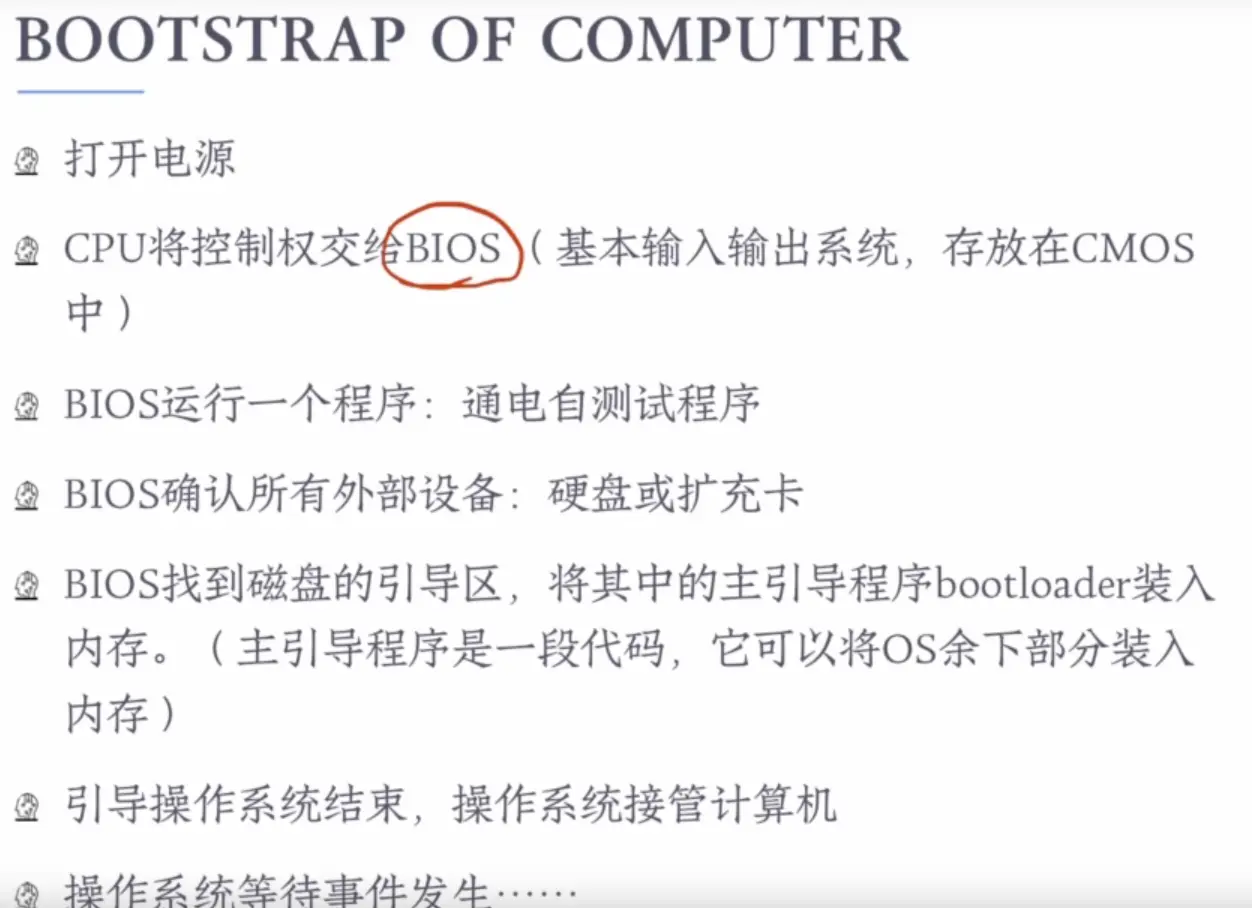 BOOTSTRAP OF COMPUTER
打开电源
CPU将控制权交给BIOS（基本输入输出系统，存放在CMOS
中）
BIOS运行一个程序：通电自测试程序
BIOS确认所有外部设备：硬盘或扩充卡
BIOS找到磁盘的引导区，将其中的主引导程序bootloader装入
内存。（主引导程序是一段代码，它可以将OS余下部分装入
内存）
引导操作系统结束，操作系统接管计算机
操作系统等待事件发生……